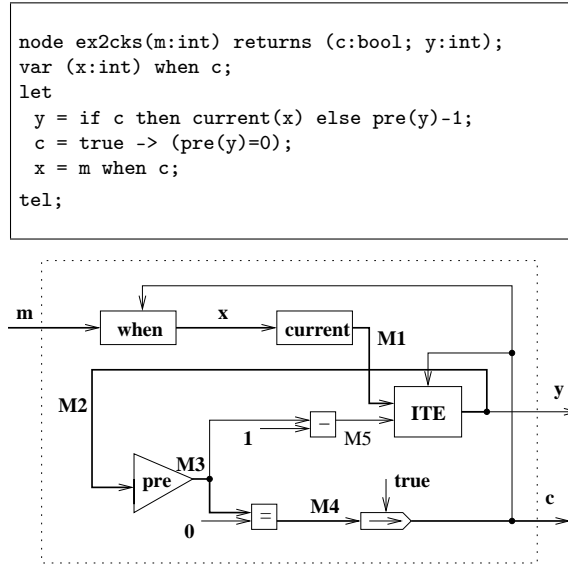 node ex2cks(m:int) returns (c:bool; y:int);
var (x:int) when c;
let
y = if c then current(x) else pre(y)-1;
c = true -> (pre(y)=0);
x = m when c;
tel;
m
when
x
current
M1
y
M2
ITE
1
−
M5
M3
pre
true
c
M4
0
=